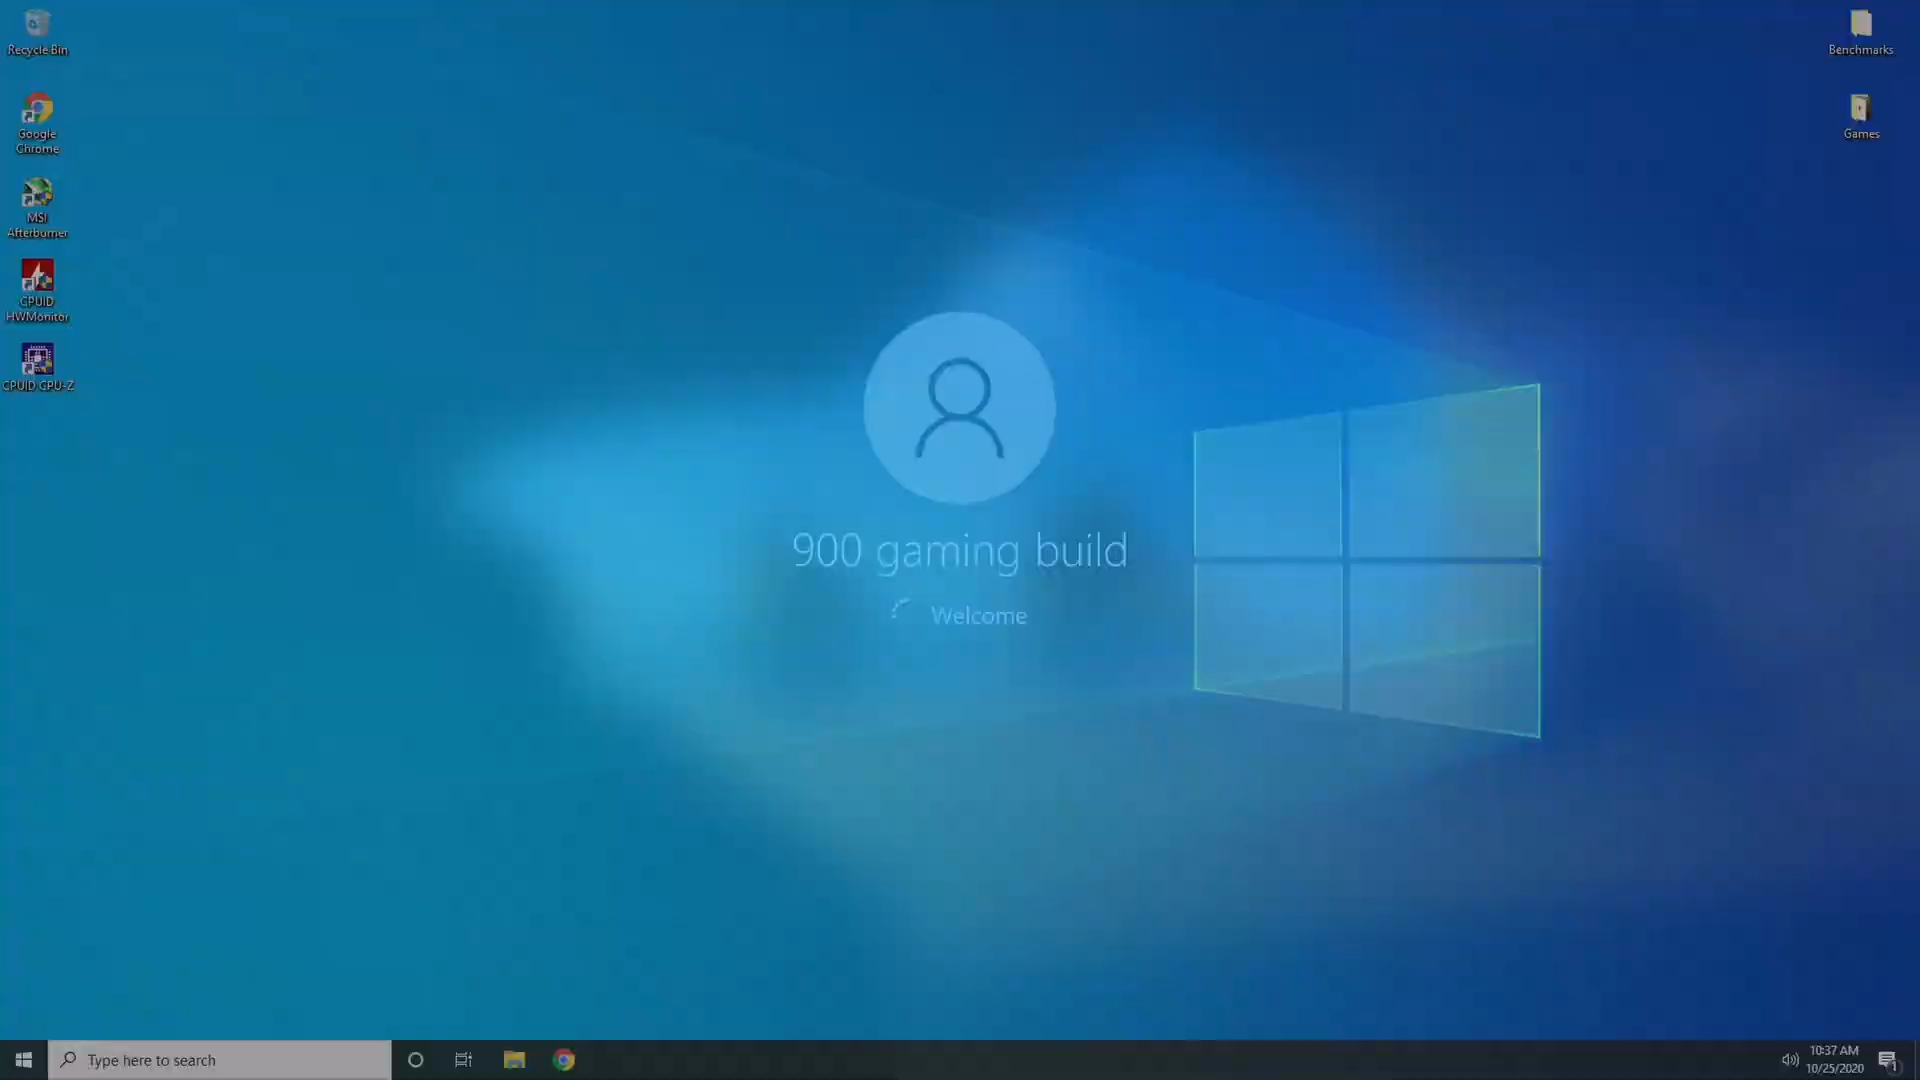 Recycle Bin
Google
Chrome
MSI
Afterburner
CPUID
HWMonitor
CPUID CPU-Z
Benchmarks
Games
900 gaming build
Welcome
Type here to search
10:37 AM
10/25/2020
1